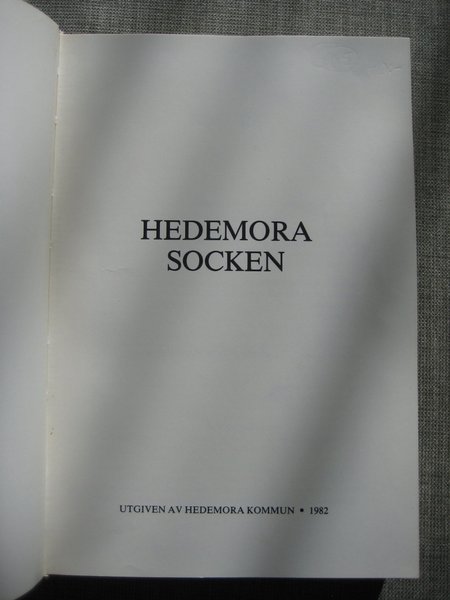 HEDEMORA
SOCKEN
UTGIVEN AV HEDEMORA KOMMUN • 1982